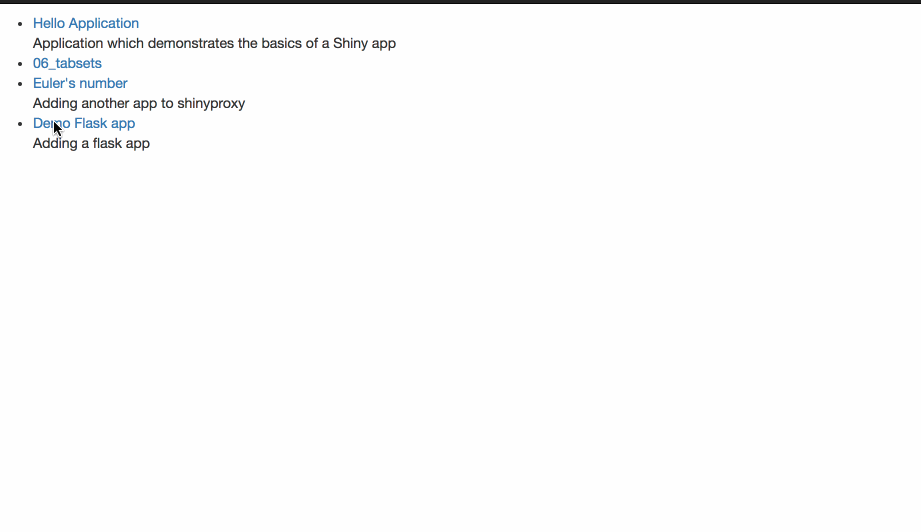 Hello Application
Application which demonstrates the basics of a Shiny app
06_tabsets
Euler's number
Adding another app to shinyproxy
Demo Flask app
Adding a flask app